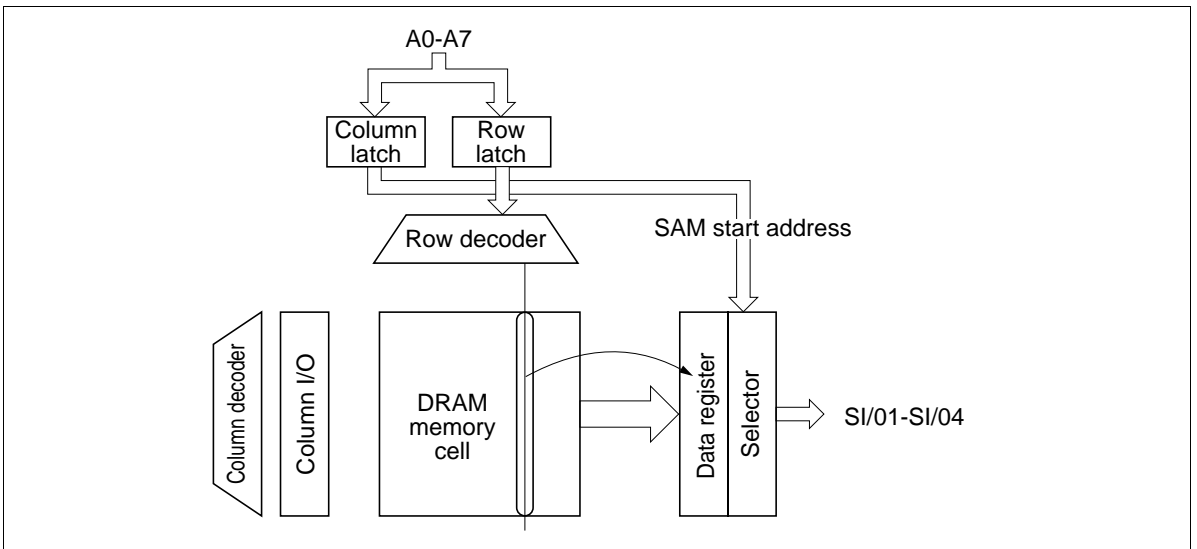 A0-A7
Column
latch
Row
latch
Row decoder
SAM start address
Column decoder
Column I/O
DRAM
memory
cell
Data register
Selector
SI/01-SI/04